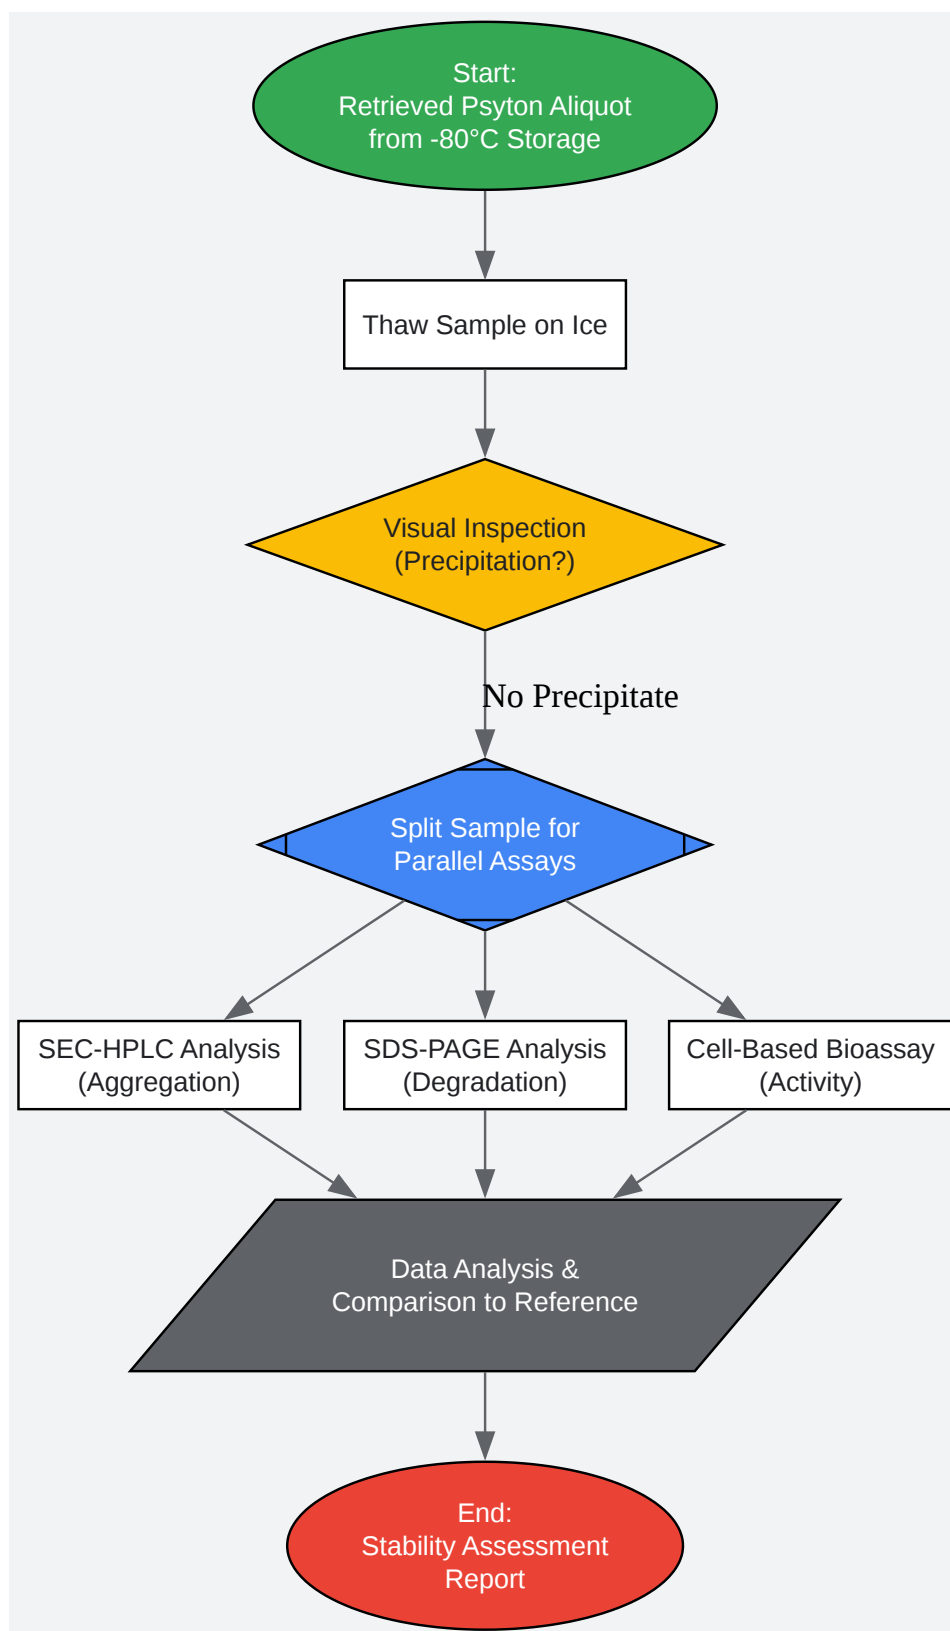 Start:
Retrieved Psyton Aliquot
from -80°C Storage
Thaw Sample on Ice
Visual Inspection
(Precipitation?)
No Precipitate
Split Sample for
Parallel Assays
SEC-HPLC Analysis
(Aggregation)
SDS-PAGE Analysis
(Degradation)
Cell-Based Bioassay
(Activity)
Data Analysis &
Comparison to Reference
End:
Stability Assessment
Report